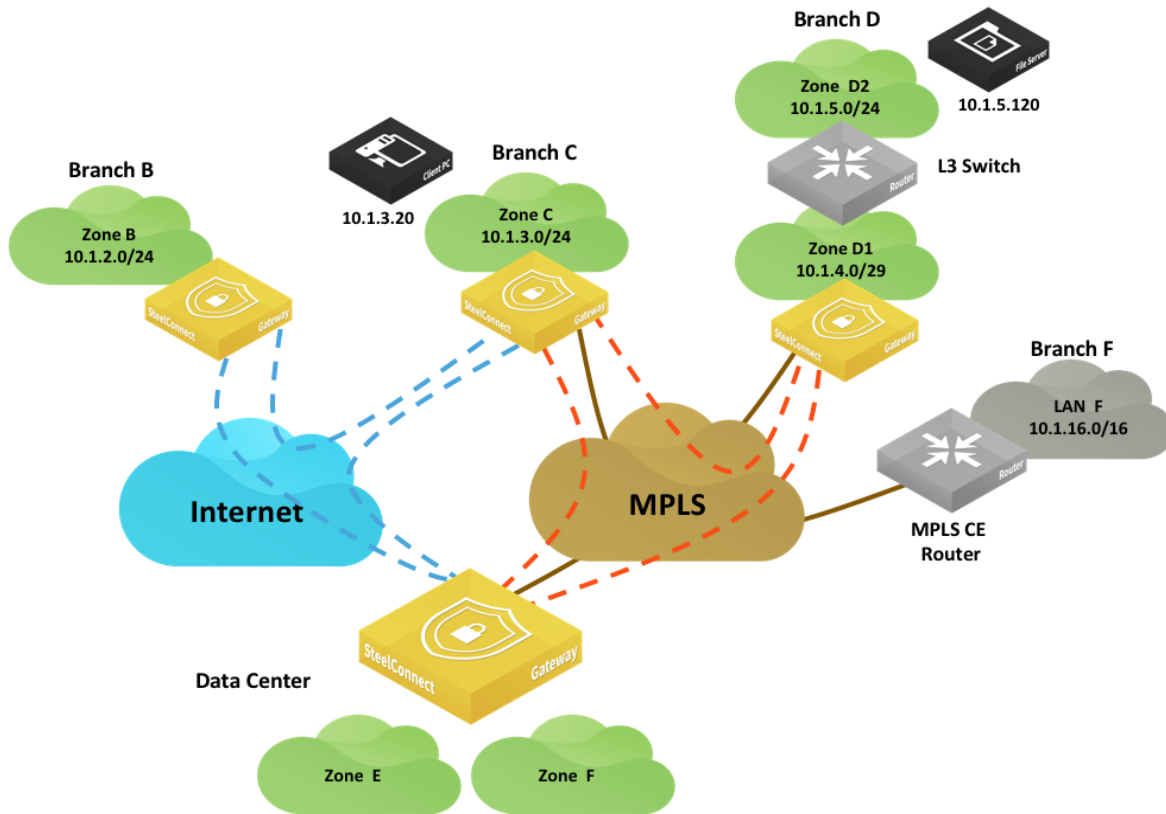 Branch D
File Server
Zone D2
10.1.5.0/24
10.1.5.120
Branch B
Client PC
Branch C
Router
L3 Switch
10.1.3.20
Zone B
10.1.2.0/24
Zone C
10.1.3.0/24
Zone D1
10.1.4.0/29
SteelConnect
Gateway
SteelConnect
Gateway
SteelConnect
Gateway
Branch F
LAN F
10.1.16.0/16
Router
Internet
MPLS
MPLS CE
Router
SteelConnect
Gateway
Data Center
Zone E
Zone F